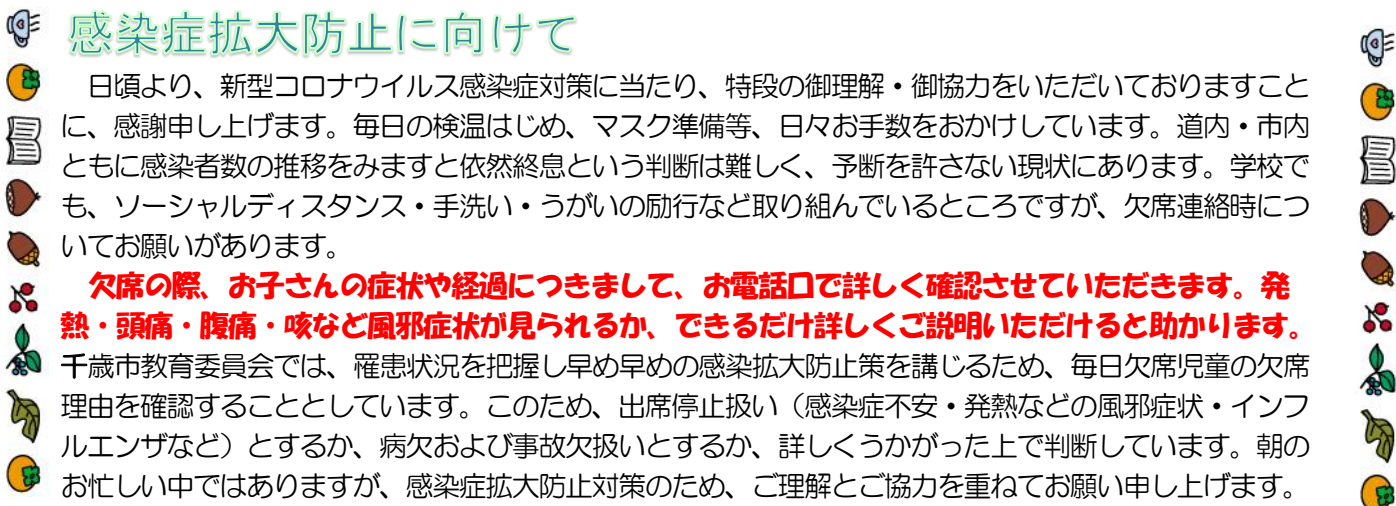 感染症拡大防止に向けて
日頃より、新型コロナウイルス感染症対策に当たり、特段の御理解・御協力をいただいておりますこと
に、感謝申し上げます。毎日の検温はじめ、マスク準備等、日々お手数をおかけしています。道内・市内
ともに感染者数の推移をみますと依然終息という判断は難しく、予断を許さない現状にあります。学校で
も、ソーシャルディスタンス・手洗い・うがいの励行など取り組んでいるところですが、欠席連絡時につ
いてお願いがあります。
欠席の際、お子さんの症状や経過につきまして、お電話口で詳しく確認させていただきます。発
熱・頭痛・腹痛・咳など風邪症状が見られるか、できるだけ詳しくご説明いただけると助かります。
千歳市教育委員会では、罹患状況を把握し早め早めの感染拡大防止策を講じるため、毎日欠席児童の欠席
理由を確認することとしています。このため、出席停止扱い（感染症不安・発熱などの風邪症状・インフ
ルエンザなど）とするか、病欠および事故欠扱いとするか、詳しくうかがった上で判断しています。朝の
お忙しい中ではありますが、感染症拡大防止対策のため、ご理解とご協力を重ねてお願い申し上げます。